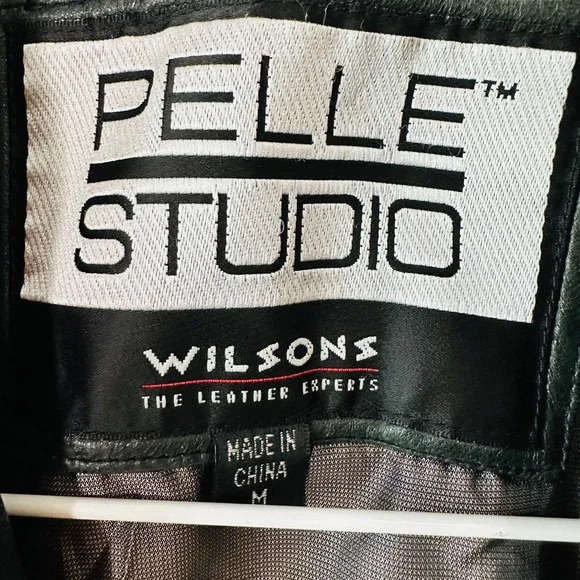 PELLE™
STUDIO
WILSONS
THE LEATHER EXPERTS
MADE IN
CHINA
M